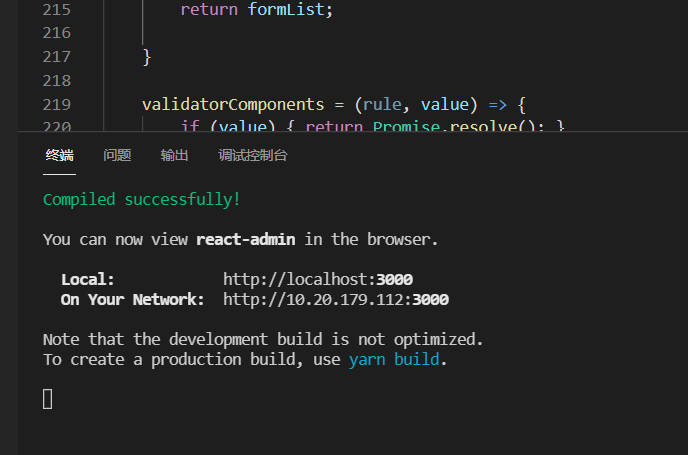 215 return formList;
216
217 }
218
219 validatorComponents = (rule, value) => {
220 if (value) { return Promise.resolve(); }
终端 问题 输出 调试控制台
Compiled successfully!
You can now view react-admin in the browser.
Local: http://localhost:3000
On Your Network: http://10.20.179.112:3000
Note that the development build is not optimized.
To create a production build, use yarn build.